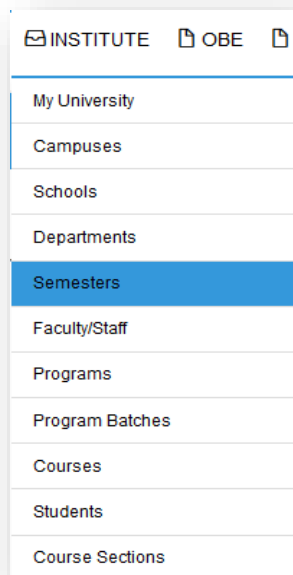 INSTITUTE OBE
My University
Campuses
Schools
Departments
Semesters
Faculty/Staff
Programs
Program Batches
Courses
Students
Course Sections